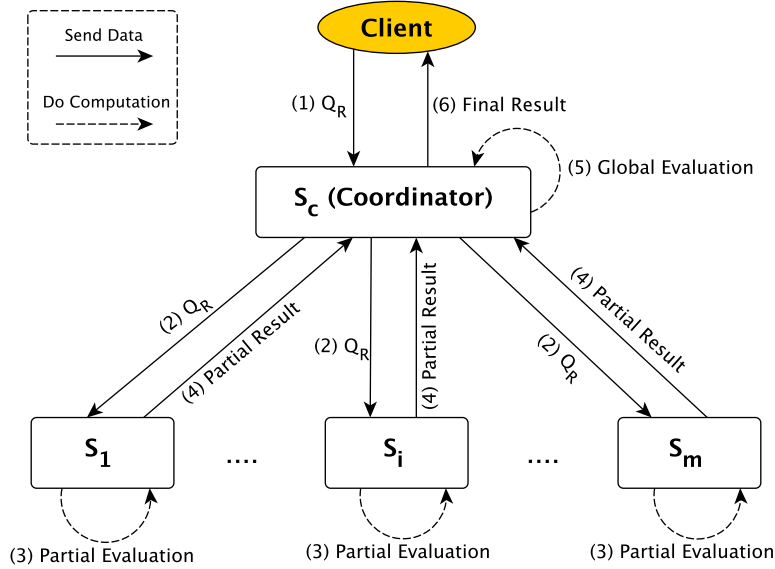 Send Data
Do Computation
Client
(1) Q_R
(6) Final Result
(5) Global Evaluation
S_c (Coordinator)
(2) Q_R
(4) Partial Result
(2) Q_R
(4) Partial Result
(2) Q_R
(4) Partial Result
S_1
....
S_i
....
S_m
(3) Partial Evaluation
(3) Partial Evaluation
(3) Partial Evaluation